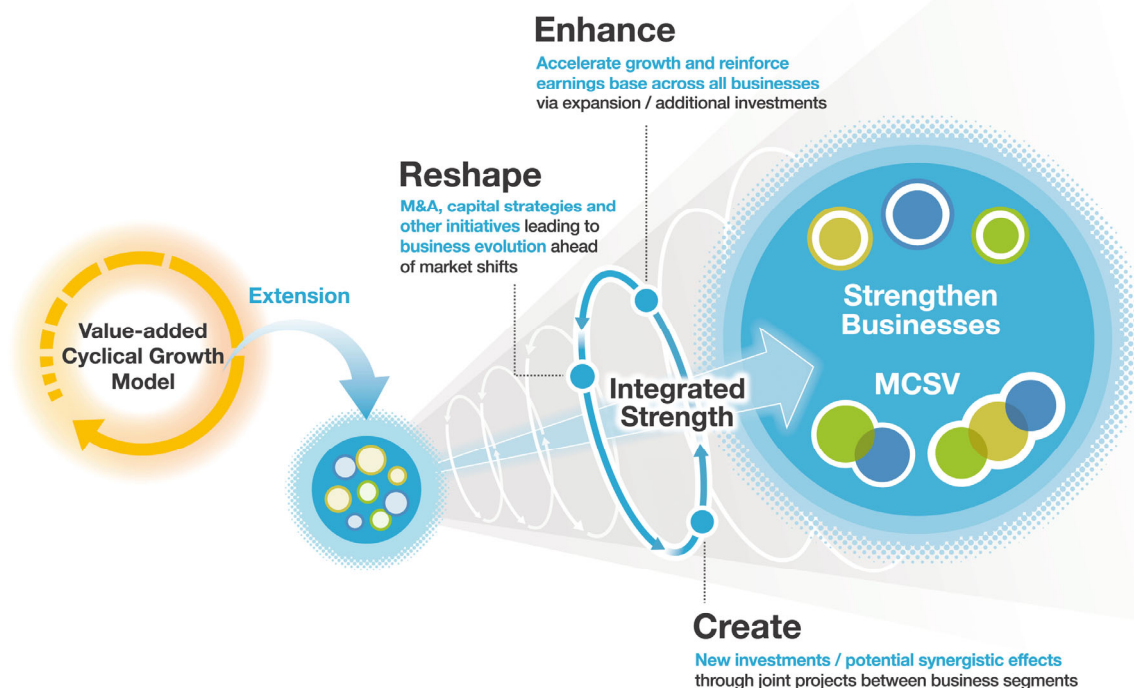 Enhance
Accelerate growth and reinforce
earnings base across all businesses
via expansion / additional investments
Reshape
M&A, capital strategies and
other initiatives leading to
business evolution ahead
of market shifts
Extension
Value-added
Cyclical Growth
Model
Integrated
Strength
Strengthen
Businesses
MCSV
Create
New investments / potential synergistic effects
through joint projects between business segments